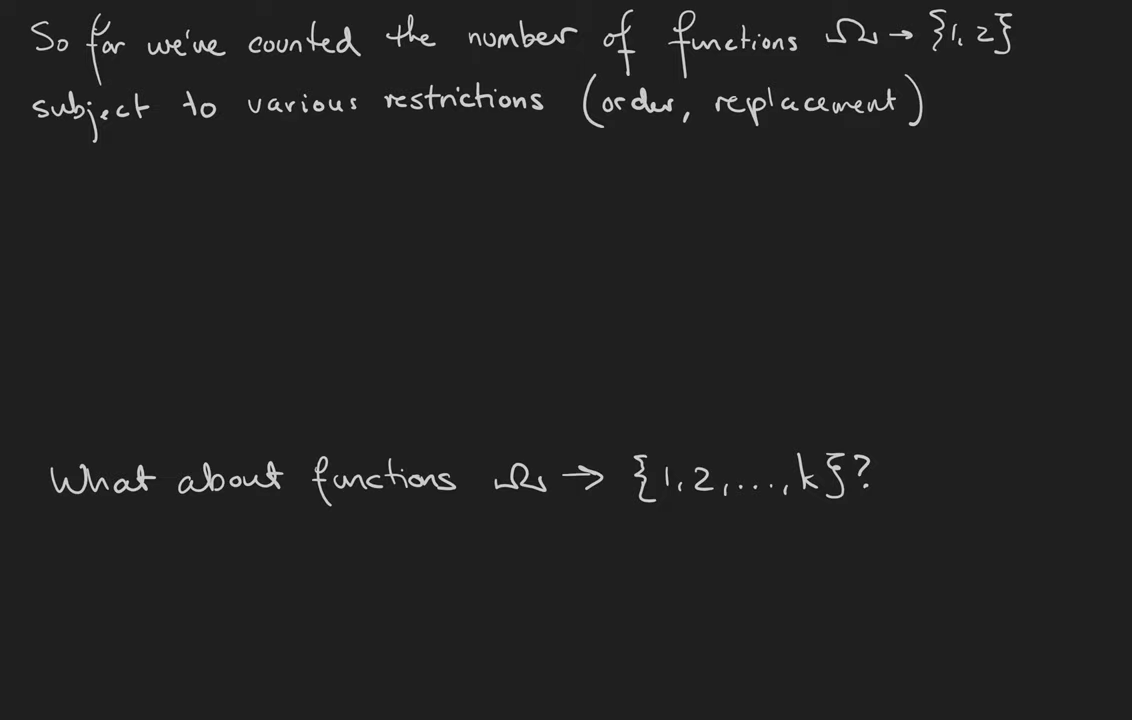 So far we've counted the number of functions Ω → {1, 2}
subject to various restrictions (order, replacement)
What about functions Ω → {1, 2, ..., k}?